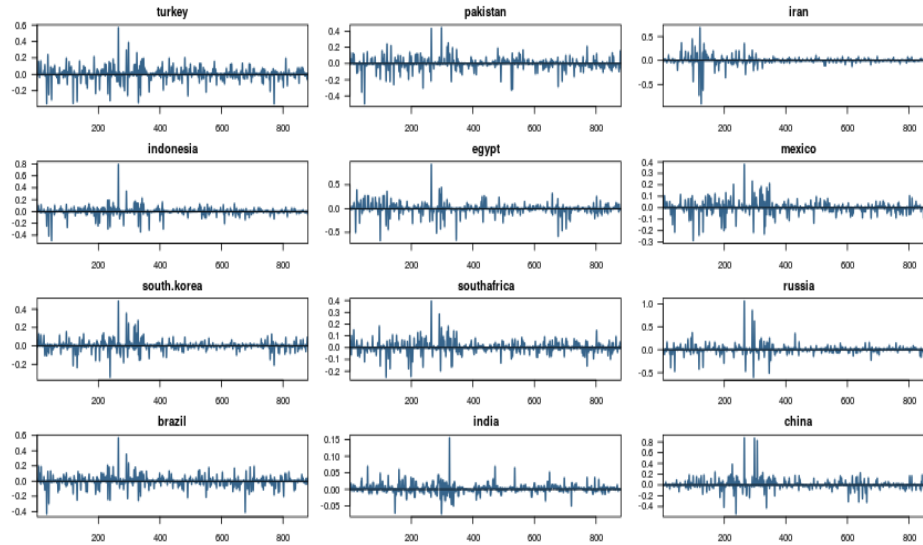 turkey pakistan iran
0.6 0.4 0.2 0.0 -0.2
0.4 0.2 0.0 -0.2 -0.4
0.5 0.0 -0.5
200 400 600 800 200 400 600 800 200 400 600 800
indonesia egypt mexico
0.8 0.6 0.4 0.2 0.0 -0.2 -0.4
0.5 0.0 -0.5
0.4 0.3 0.2 0.1 0.0 -0.1 -0.2 -0.3
200 400 600 800 200 400 600 800 200 400 600 800
south.korea southafrica russia
0.4 0.2 0.0 -0.2
0.4 0.3 0.2 0.1 0.0 -0.1 -0.2
1.0 0.5 0.0 -0.5
200 400 600 800 200 400 600 800 200 400 600 800
brazil india china
0.6 0.4 0.2 0.0 -0.2 -0.4
0.15 0.10 0.05 0.00 -0.05
0.8 0.6 0.4 0.2 0.0 -0.2 -0.4
200 400 600 800 200 400 600 800 200 400 600 800